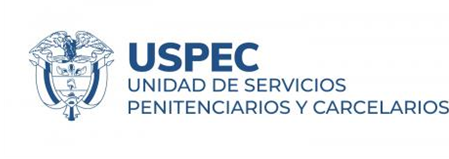 USPEC
UNIDAD DE SERVICIOS
PENITENCIARIOS Y CARCELARIOS